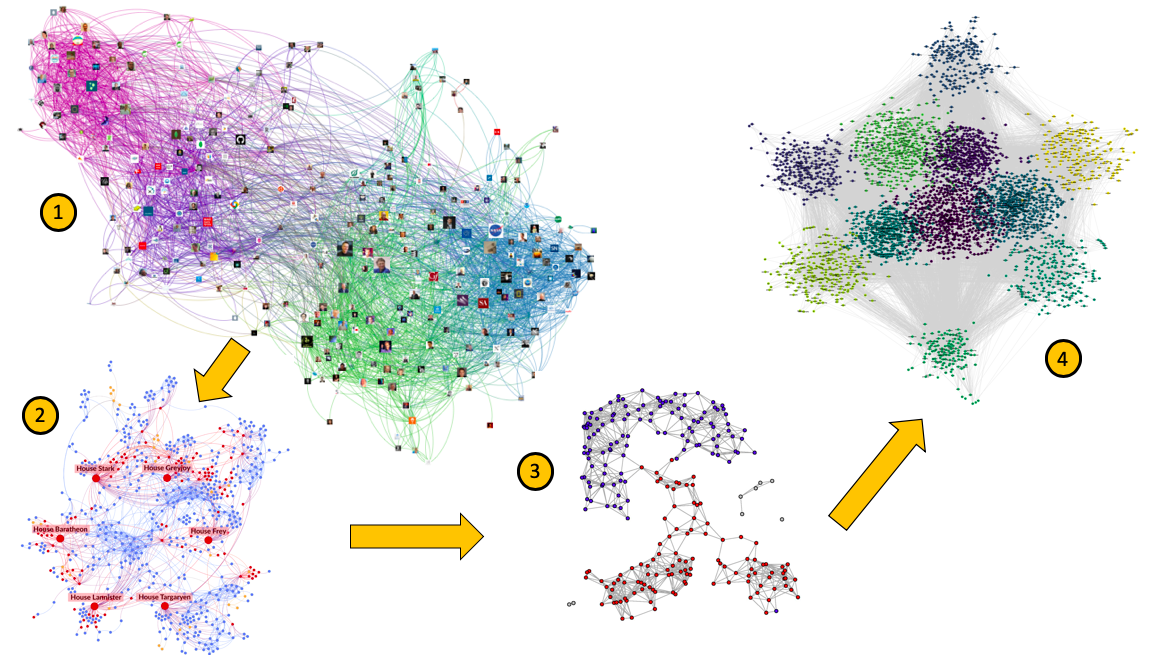 1
4
2
House Stark
House Greyjoy
3
House Baratheon
House Frey
House Lannister
House Targaryen